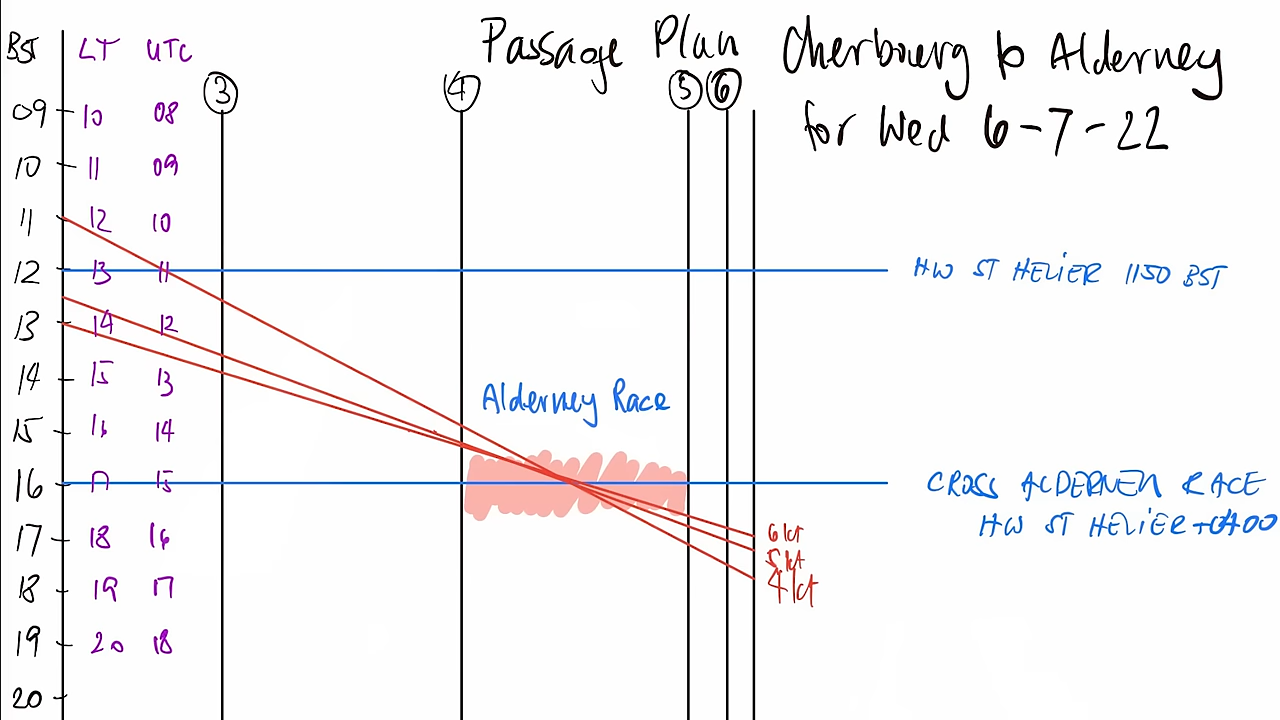 Passage Plan Cherbourg to Alderney
for Wed 6-7-22
BST LT UTC
3 4 5 6
09 10 08
10 11 09
11 12 10
12 13 11
HW ST HELIER 1150 BST
13 14 12
14 15 13
Alderney Race
15 16 14
16 17 15
CROSS ALDERNEY RACE
HW ST HELIER +0400
17 18 16
6kt
5kt
4kt
18 19 17
19 20 18
20